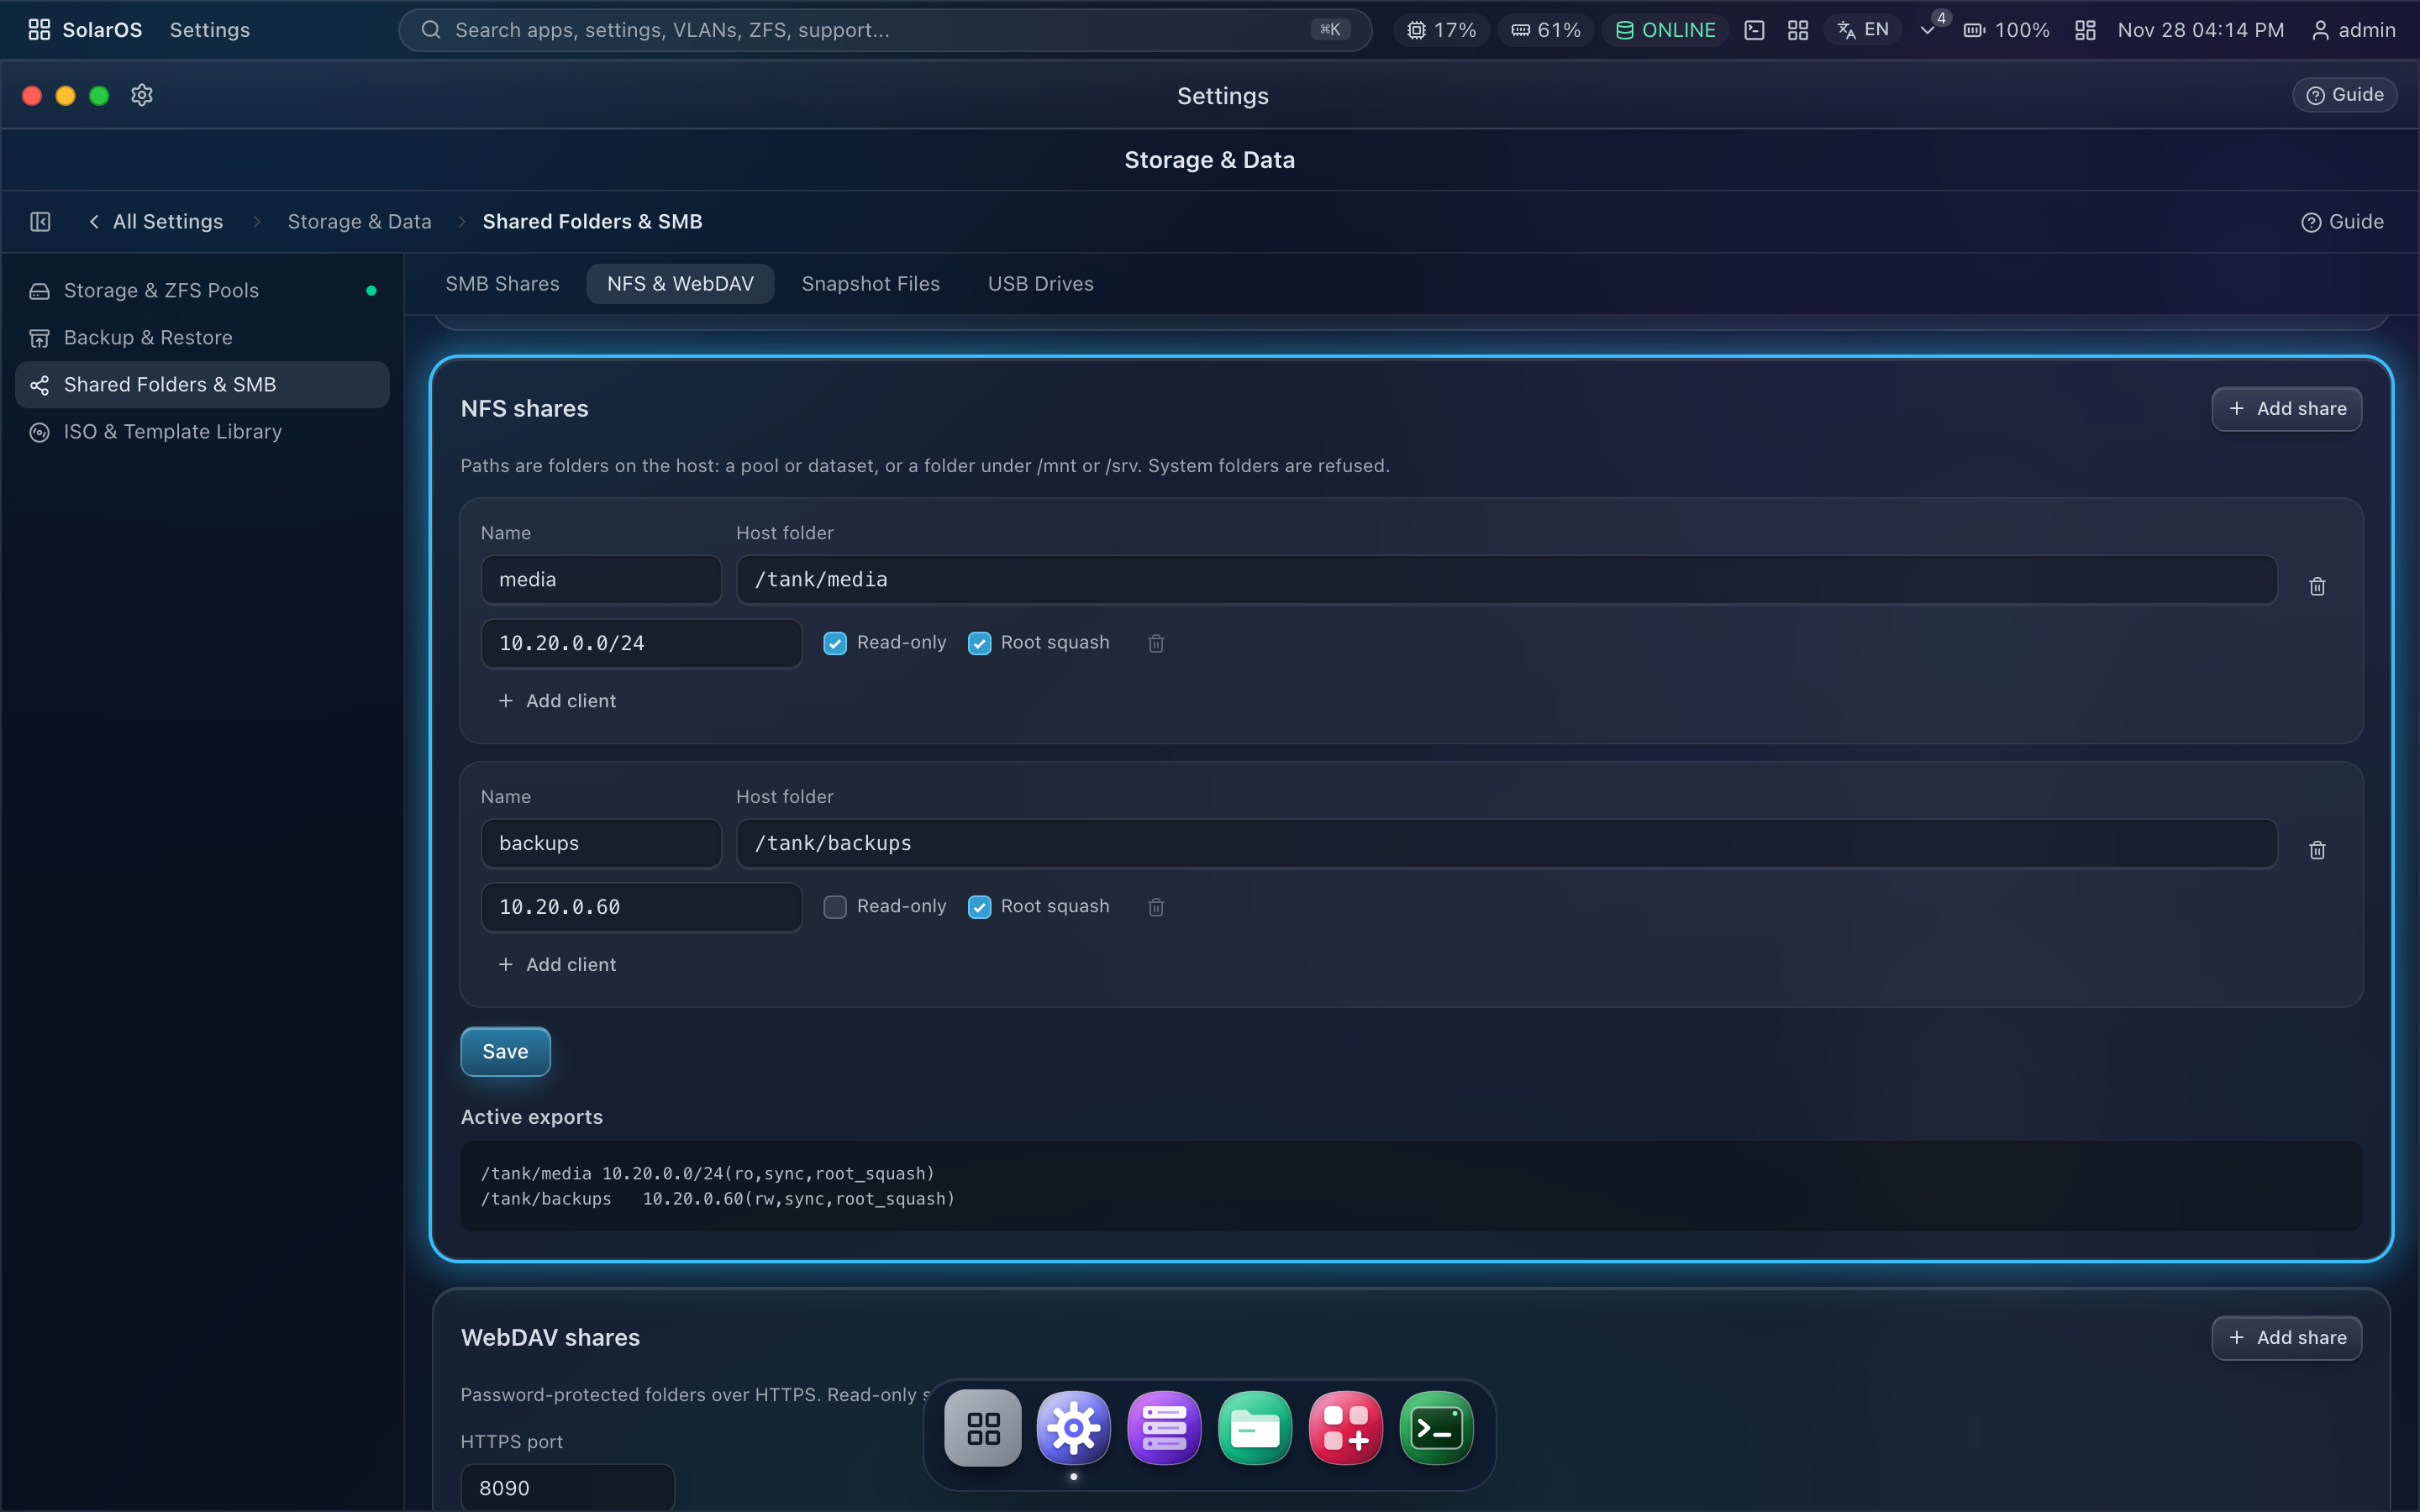 SolarOS Settings Search apps, settings, VLANs, ZFS, support... ⌘K 17% 61% ONLINE EN 4 100% Nov 28 04:14 PM admin
Settings Guide
Storage & Data
All Settings Storage & Data Shared Folders & SMB Guide
Storage & ZFS Pools
Backup & Restore
Shared Folders & SMB
ISO & Template Library
SMB Shares NFS & WebDAV Snapshot Files USB Drives
NFS shares Add share
Paths are folders on the host: a pool or dataset, or a folder under /mnt or /srv. System folders are refused.
Name Host folder
media /tank/media
10.20.0.0/24 Read-only Root squash
Add client
Name Host folder
backups /tank/backups
10.20.0.60 Read-only Root squash
Add client
Save
Active exports
/tank/media 10.20.0.0/24(ro,sync,root_squash)
/tank/backups 10.20.0.60(rw,sync,root_squash)
WebDAV shares Add share
Password-protected folders over HTTPS. Read-only
HTTPS port
8090